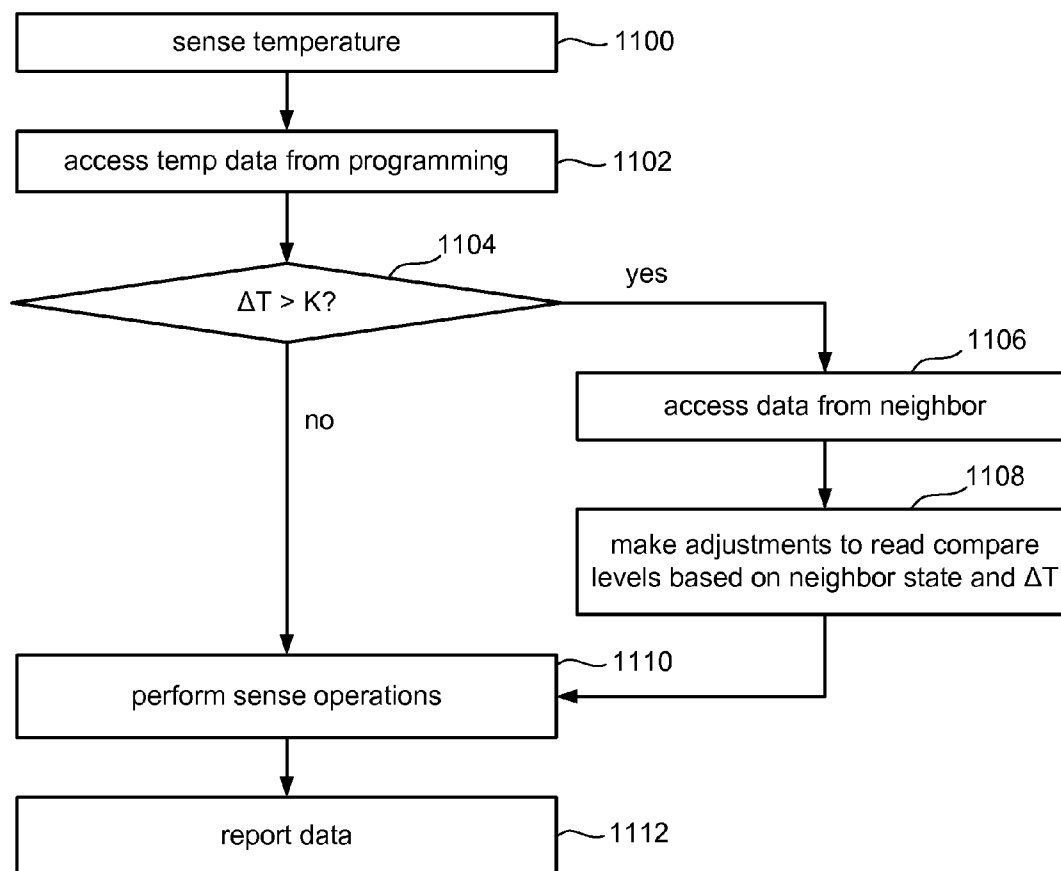 sense temperature
1100
access temp data from programming
1102
1104
ΔT > K?
yes
no
1106
access data from neighbor
1108
make adjustments to read compare
levels based on neighbor state and ΔT
1110
perform sense operations
report data
1112